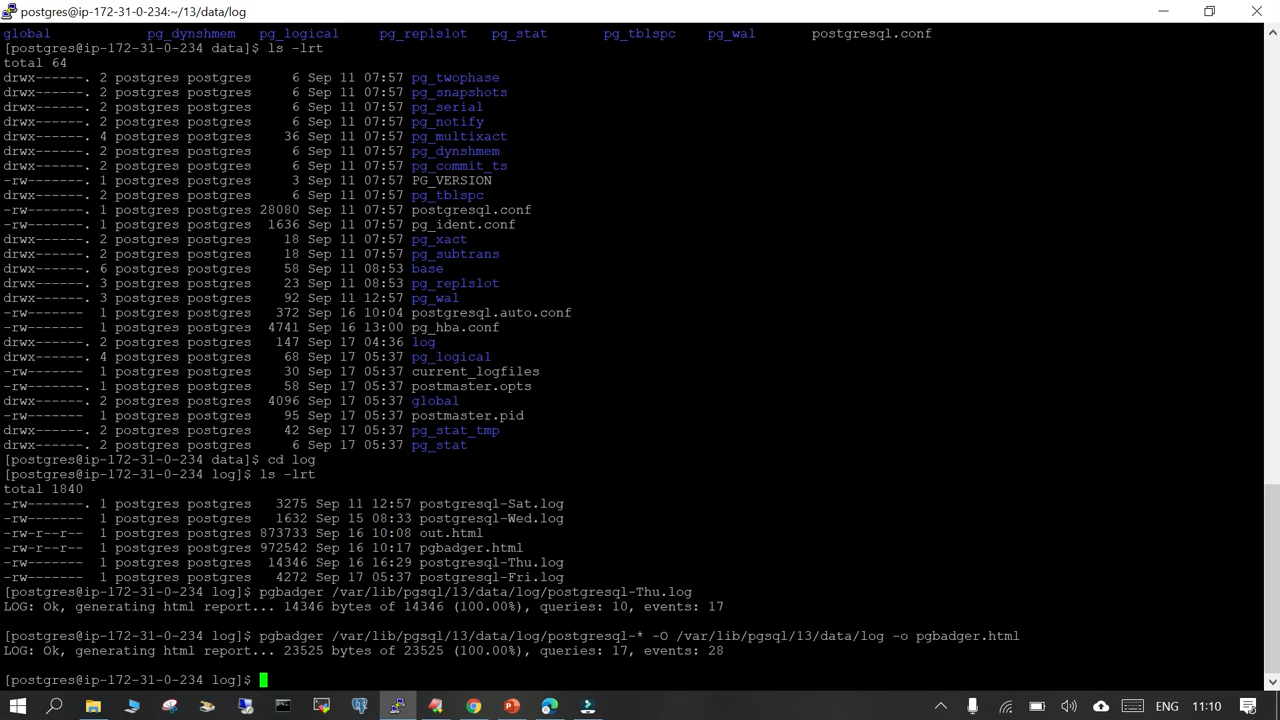 postgres@ip-172-31-0-234:~/13/data/log
global pg_dynshmem pg_logical pg_replslot pg_stat pg_tblspc pg_wal postgresql.conf
[postgres@ip-172-31-0-234 data]$ ls -lrt
total 64
drwx------. 2 postgres postgres 6 Sep 11 07:57 pg_twophase
drwx------. 2 postgres postgres 6 Sep 11 07:57 pg_snapshots
drwx------. 2 postgres postgres 6 Sep 11 07:57 pg_serial
drwx------. 2 postgres postgres 6 Sep 11 07:57 pg_notify
drwx------. 4 postgres postgres 36 Sep 11 07:57 pg_multixact
drwx------. 2 postgres postgres 6 Sep 11 07:57 pg_dynshmem
drwx------. 2 postgres postgres 6 Sep 11 07:57 pg_commit_ts
-rw-------. 1 postgres postgres 3 Sep 11 07:57 PG_VERSION
drwx------. 2 postgres postgres 6 Sep 11 07:57 pg_tblspc
-rw-------. 1 postgres postgres 28080 Sep 11 07:57 postgresql.conf
-rw-------. 1 postgres postgres 1636 Sep 11 07:57 pg_ident.conf
drwx------. 2 postgres postgres 18 Sep 11 07:57 pg_xact
drwx------. 2 postgres postgres 18 Sep 11 07:57 pg_subtrans
drwx------. 6 postgres postgres 58 Sep 11 08:53 base
drwx------. 3 postgres postgres 23 Sep 11 08:53 pg_replslot
drwx------. 3 postgres postgres 92 Sep 11 12:57 pg_wal
-rw------- 1 postgres postgres 372 Sep 16 10:04 postgresql.auto.conf
-rw-------. 1 postgres postgres 4741 Sep 16 13:00 pg_hba.conf
drwx------. 2 postgres postgres 147 Sep 17 04:36 log
drwx------. 4 postgres postgres 68 Sep 17 05:37 pg_logical
-rw------- 1 postgres postgres 30 Sep 17 05:37 current_logfiles
-rw-------. 1 postgres postgres 58 Sep 17 05:37 postmaster.opts
drwx------. 2 postgres postgres 4096 Sep 17 05:37 global
-rw------- 1 postgres postgres 95 Sep 17 05:37 postmaster.pid
drwx------. 2 postgres postgres 42 Sep 17 05:37 pg_stat_tmp
drwx------. 2 postgres postgres 6 Sep 17 05:37 pg_stat
[postgres@ip-172-31-0-234 data]$ cd log
[postgres@ip-172-31-0-234 log]$ ls -lrt
total 1840
-rw-------. 1 postgres postgres 3275 Sep 11 12:57 postgresql-Sat.log
-rw------- 1 postgres postgres 1632 Sep 15 08:33 postgresql-Wed.log
-rw-r--r-- 1 postgres postgres 873733 Sep 16 10:08 out.html
-rw-r--r-- 1 postgres postgres 972542 Sep 16 10:17 pgbadger.html
-rw------- 1 postgres postgres 14346 Sep 16 16:29 postgresql-Thu.log
-rw------- 1 postgres postgres 4272 Sep 17 05:37 postgresql-Fri.log
[postgres@ip-172-31-0-234 log]$ pgbadger /var/lib/pgsql/13/data/log/postgresql-Thu.log
LOG: Ok, generating html report... 14346 bytes of 14346 (100.00%), queries: 10, events: 17
[postgres@ip-172-31-0-234 log]$ pgbadger /var/lib/pgsql/13/data/log/postgresql-* -O /var/lib/pgsql/13/data/log -o pgbadger.html
LOG: Ok, generating html report... 23525 bytes of 23525 (100.00%), queries: 17, events: 28
[postgres@ip-172-31-0-234 log]$
ENG 11:10